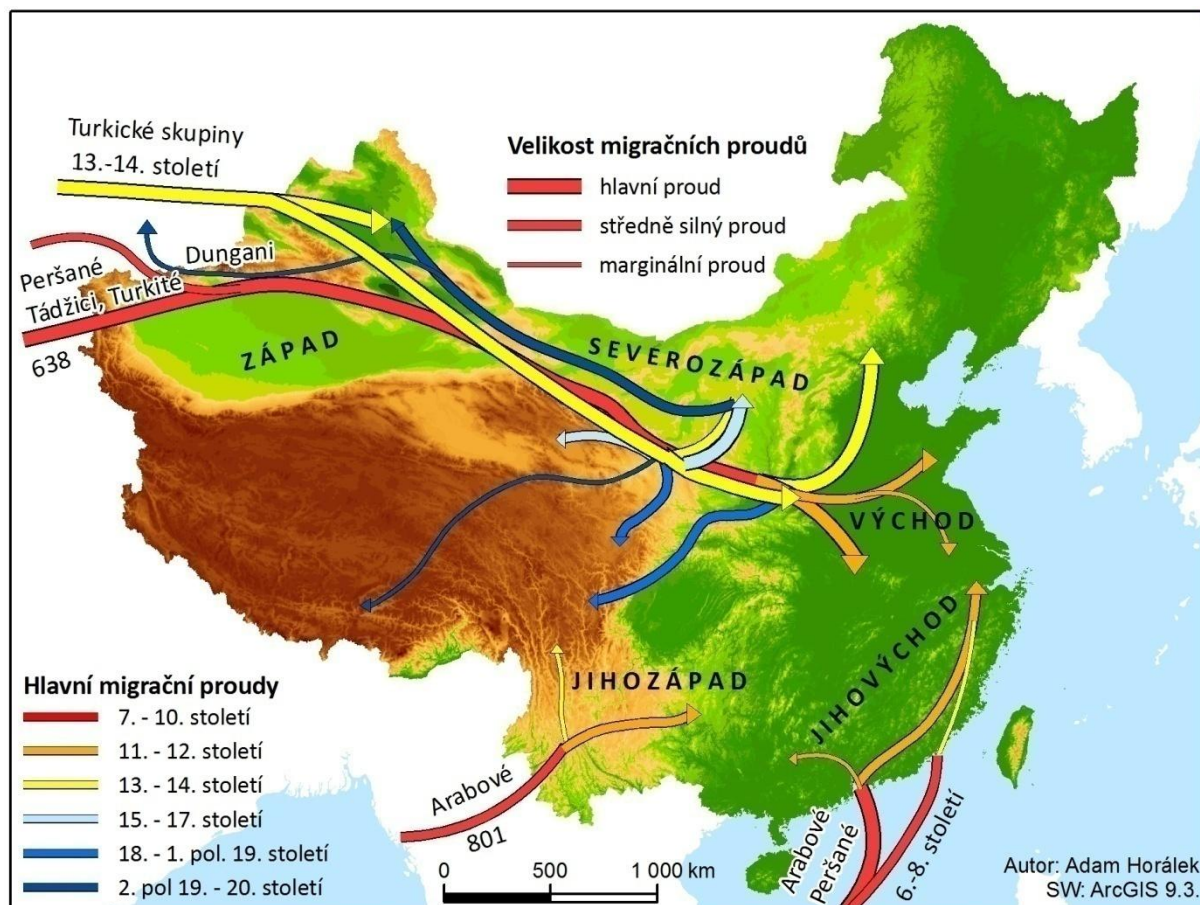 Turkické skupiny
13.-14. století
Velikost migračních proudů
hlavní proud
středně silný proud
marginální proud
Dungani
Peršané
Tádžici, Turkité
638
ZÁPAD
SEVEROZÁPAD
VÝCHOD
JIHOZÁPAD
JIHOVÝCHOD
Hlavní migrační proudy
7. - 10. století
11. - 12. století
13. - 14. století
15. - 17. století
18. - 1. pol. 19. století
2. pol 19. - 20. století
Arabové
801
0 500 1 000 km
Arabové
Peršané
6.-8. století
Autor: Adam Horálek
SW: ArcGIS 9.3.